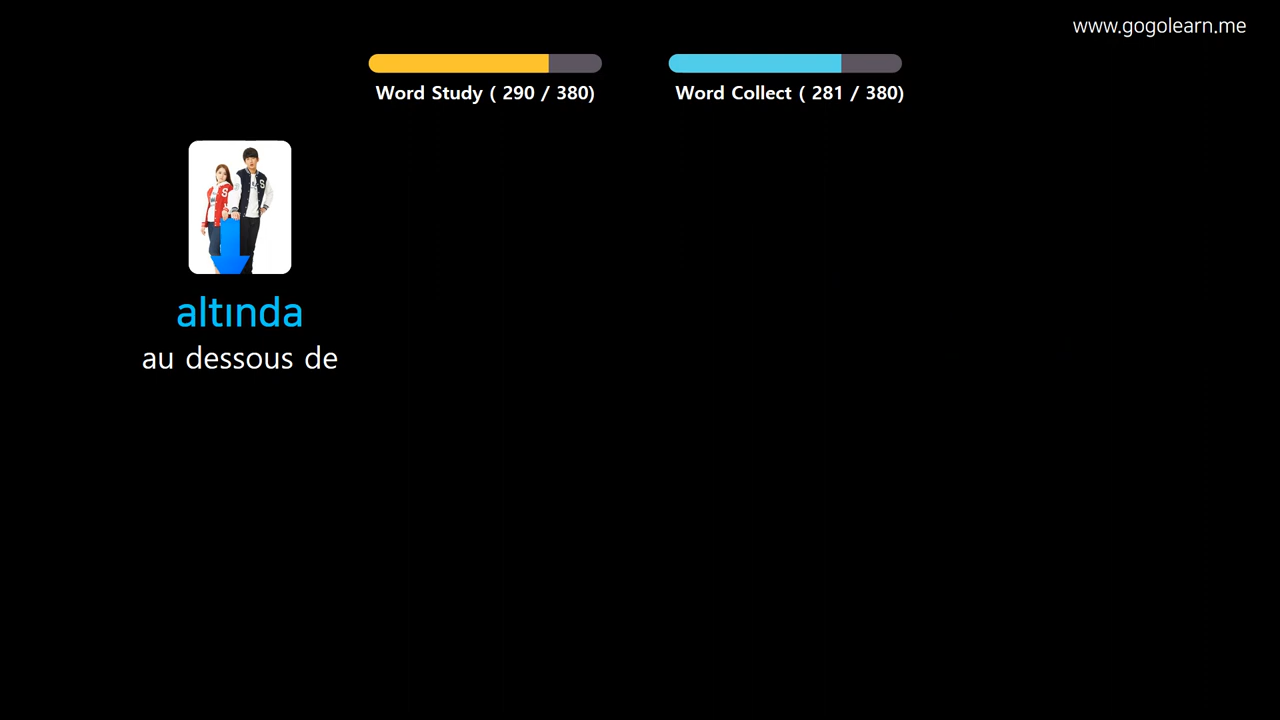 www.gogolearn.me
Word Study ( 290 / 380)
Word Collect ( 281 / 380)
S
S
altında
au dessous de